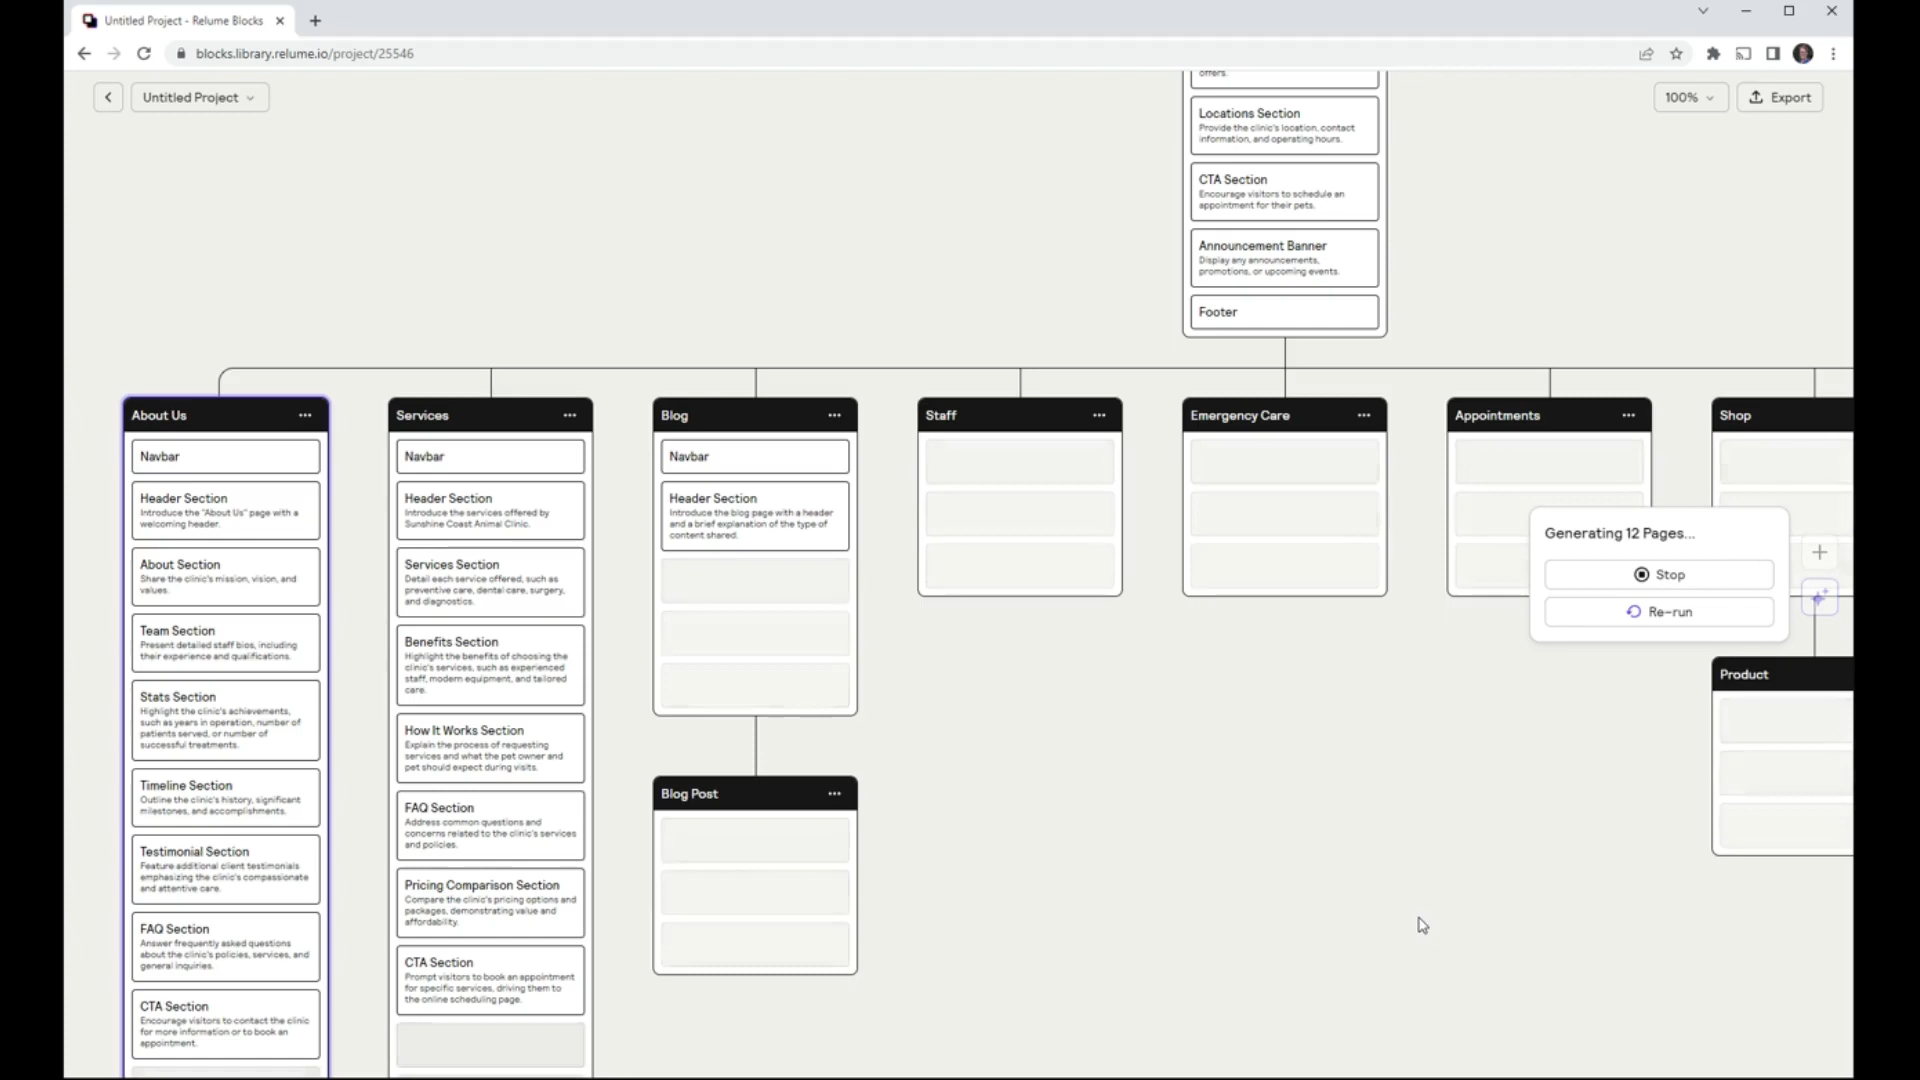 Untitled Project - Relume Blocks
blocks.library.relume.io/project/25546
Untitled Project
100%
Export
offers.
Locations Section
Provide the clinic's location, contact
information, and operating hours.
CTA Section
Encourage visitors to schedule an
appointment for their pets.
Announcement Banner
Display any announcements,
promotions, or upcoming events.
Footer
About Us
Navbar
Header Section
Introduce the "About Us" page with a
welcoming header.
About Section
Share the clinic's mission, vision, and
values.
Team Section
Present detailed staff bios, including
their experience and qualifications.
Stats Section
Highlight the clinic's achievements,
such as years in operation, number of
patients served, or number of
successful treatments.
Timeline Section
Outline the clinic's history, significant
milestones, and accomplishments.
Testimonial Section
Feature additional client testimonials
emphasizing the clinic's compassionate
and attentive care.
FAQ Section
Answer frequently asked questions
about the clinic's policies, services, and
general inquiries.
CTA Section
Encourage visitors to contact the clinic
for more information or to book an
appointment.
Services
Navbar
Header Section
Introduce the services offered by
Sunshine Coast Animal Clinic.
Services Section
Detail each service offered, such as
preventive care, dental care, surgery,
and diagnostics.
Benefits Section
Highlight the benefits of choosing the
clinic's services, such as experienced
staff, modern equipment, and tailored
care.
How It Works Section
Explain the process of requesting
services and what the pet owner and
pet should expect during visits.
FAQ Section
Address common questions and
concerns related to the clinic's services
and policies.
Pricing Comparison Section
Compare the clinic's pricing options and
packages, demonstrating value and
affordability.
CTA Section
Prompt visitors to book an appointment
for specific services, driving them to
the online scheduling page.
Blog
Navbar
Header Section
Introduce the blog page with a header
and a brief explanation of the type of
content shared.
Blog Post
Staff
Emergency Care
Appointments
Shop
Generating 12 Pages...
Stop
Re-run
Product